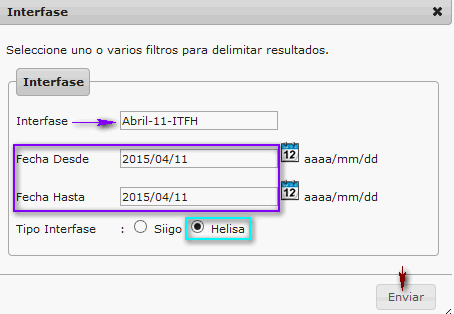 Interfase
Seleccione uno o varios filtros para delimitar resultados.
Interfase
Interfase Abril-11-ITFH
Fecha Desde 2015/04/11 12 aaaa/mm/dd
Fecha Hasta 2015/04/11 12 aaaa/mm/dd
Tipo Interfase : Siigo Helisa
Enviar